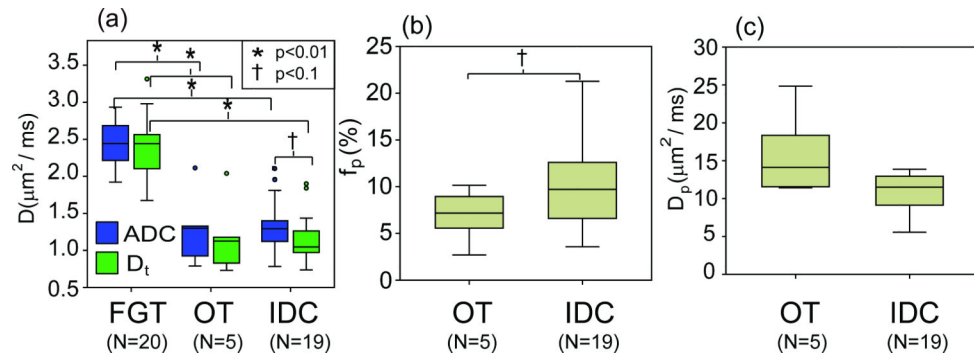 (a)
* p<0.01
† p<0.1
* *
*
*
†
D(μm² / ms)
3.5
3.0
2.5
2.0
1.5
1.0
0.5
ADC
Dₜ
FGT OT IDC
(N=20) (N=5) (N=19)
(b)
†
fₚ (%)
25
20
15
10
5
0
OT IDC
(N=5) (N=19)
(c)
Dₚ(μm² / ms)
30
25
20
15
10
5
0
OT IDC
(N=5) (N=19)